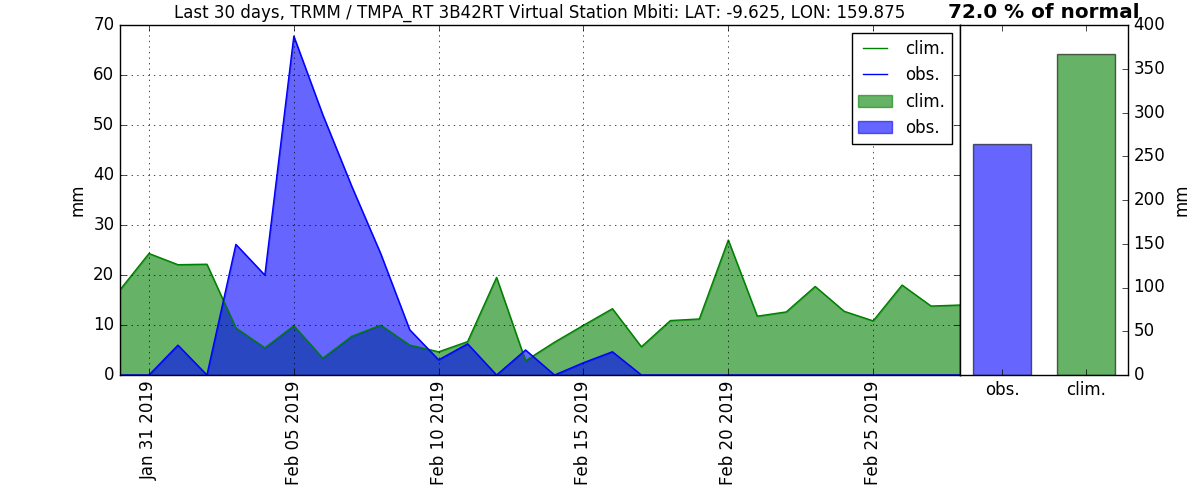 Last 30 days, TRMM / TMPA_RT 3B42RT Virtual Station Mbiti: LAT: -9.625, LON: 159.875
72.0 % of normal
70
60
50
40
30
20
10
0
mm
Jan 31 2019
Feb 05 2019
Feb 10 2019
Feb 15 2019
Feb 20 2019
Feb 25 2019
clim.
obs.
clim.
obs.
400
350
300
250
200
150
100
50
0
mm
obs.
clim.